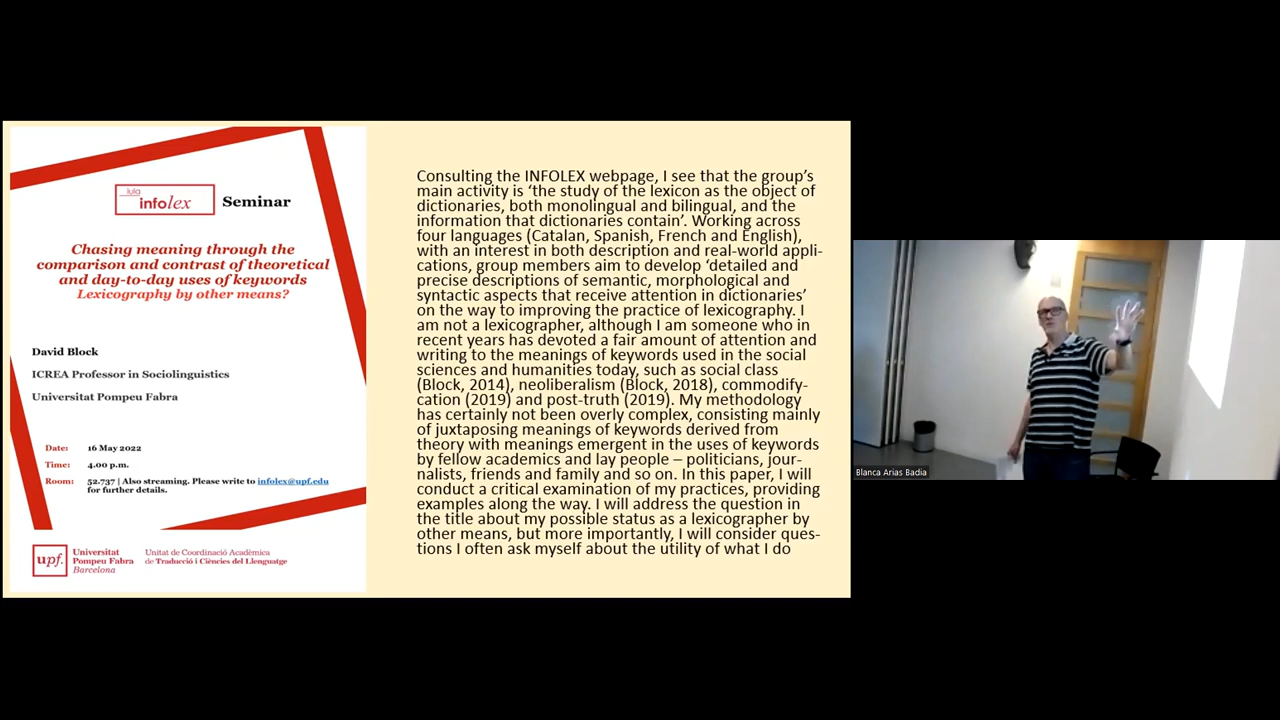 iula
infolex
Seminar
Chasing meaning through the
comparison and contrast of theoretical
and day-to-day uses of keywords
Lexicography by other means?
David Block
ICREA Professor in Sociolinguistics
Universitat Pompeu Fabra
Date: 16 May 2022
Time: 4.00 p.m.
Room: 52.737 | Also streaming. Please write to infolex@upf.edu
for further details.
upf.
Universitat
Pompeu Fabra
Barcelona
Unitat de Coordinació Acadèmica
de Traducció i Ciències del Llenguatge
Consulting the INFOLEX webpage, I see that the group's
main activity is 'the study of the lexicon as the object of
dictionaries, both monolingual and bilingual, and the
information that dictionaries contain'. Working across
four languages (Catalan, Spanish, French and English),
with an interest in both description and real-world appli-
cations, group members aim to develop 'detailed and
precise descriptions of semantic, morphological and
syntactic aspects that receive attention in dictionaries'
on the way to improving the practice of lexicography. I
am not a lexicographer, although I am someone who in
recent years has devoted a fair amount of attention and
writing to the meanings of keywords used in the social
sciences and humanities today, such as social class
(Block, 2014), neoliberalism (Block, 2018), commodify-
cation (2019) and post-truth (2019). My methodology
has certainly not been overly complex, consisting mainly
of juxtaposing meanings of keywords derived from
theory with meanings emergent in the uses of keywords
by fellow academics and lay people – politicians, jour-
nalists, friends and family and so on. In this paper, I will
conduct a critical examination of my practices, providing
examples along the way. I will address the question in
the title about my possible status as a lexicographer by
other means, but more importantly, I will consider ques-
tions I often ask myself about the utility of what I do
Blanca Arias Badia